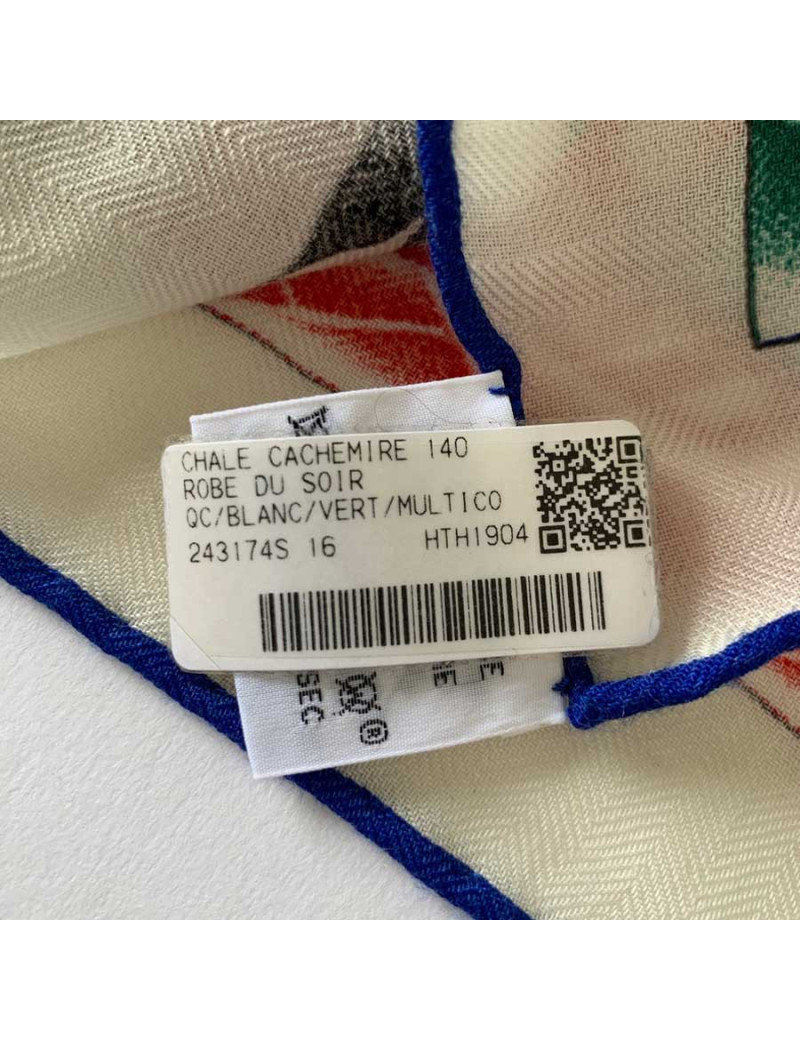 CHALE CACHEMIRE 140
ROBE DU SOIR
QC/BLANC/VERT/MULTICO
243174S 16 HTH1904
SEC